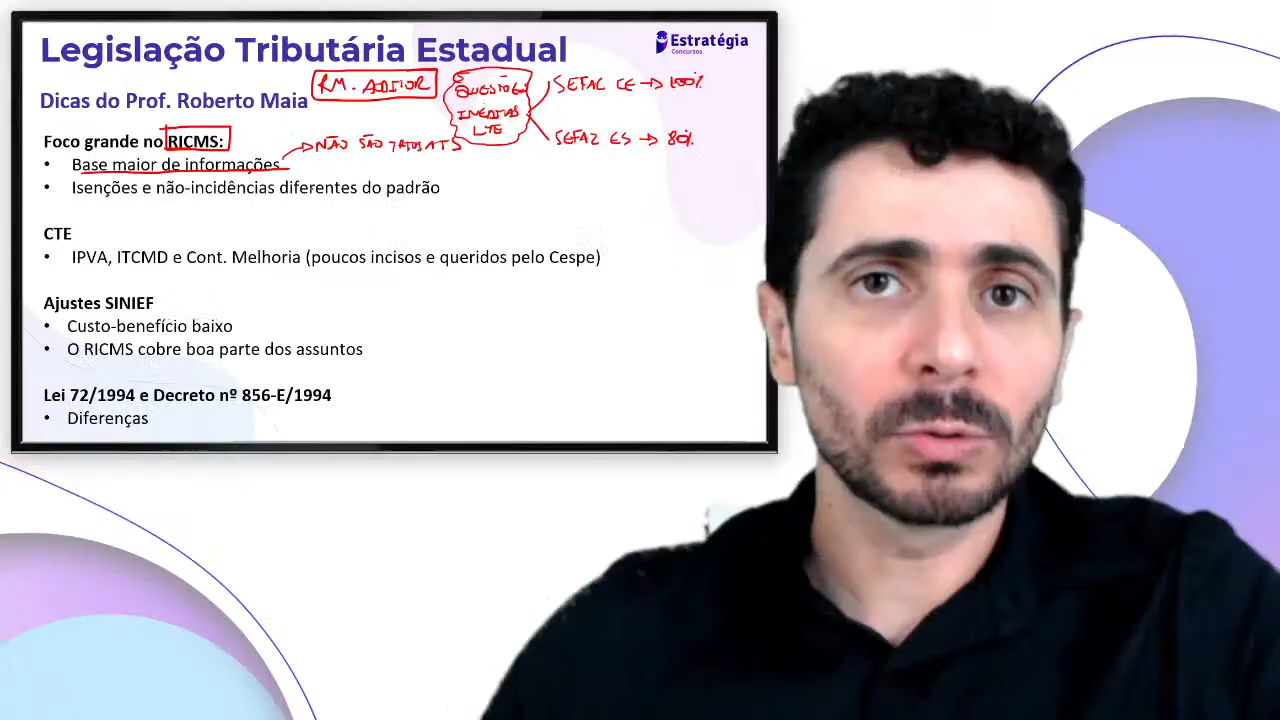 Legislação Tributária Estadual
Estratégia
Concursos
Dicas do Prof. Roberto Maia
RM.AUDITOR
QUESTÕES
INÉDITAS
LTE
SEFAZ CE → 100%
SEFAZ ES → 80%
Foco grande no RICMS:
NÃO SÃO
• Base maior de informações
• Isenções e não-incidências diferentes do padrão
CTE
• IPVA, ITCMD e Cont. Melhoria (poucos incisos e queridos pelo Cespe)
Ajustes SINIEF
• Custo-benefício baixo
• O RICMS cobre boa parte dos assuntos
Lei 72/1994 e Decreto nº 856-E/1994
• Diferenças